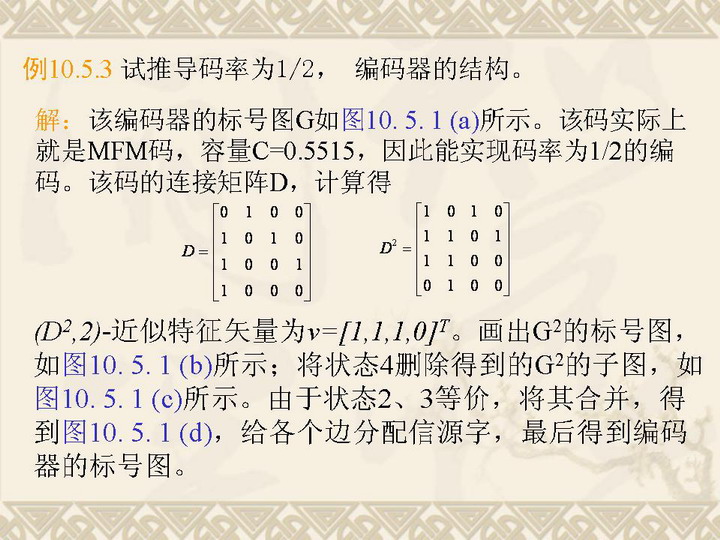 例10.5.3 试推导码率为1/2， 编码器的结构。
解：该编码器的标号图G如图10. 5. 1 (a)所示。该码实际上
就是MFM码，容量C=0.5515，因此能实现码率为1/2的编
码。该码的连接矩阵D，计算得
D = [0 1 0 0
1 0 1 0
1 0 0 1
1 0 0 0]
D² = [1 0 1 0
1 1 0 1
1 1 0 0
0 1 0 0]
(D²,2)-近似特征矢量为v=[1,1,1,0]ᵀ。画出G²的标号图，
如图10. 5. 1 (b)所示；将状态4删除得到的G²的子图，如
图10. 5. 1 (c)所示。由于状态2、3等价，将其合并，得
到图10. 5. 1 (d)，给各个边分配信源字，最后得到编码
器的标号图。